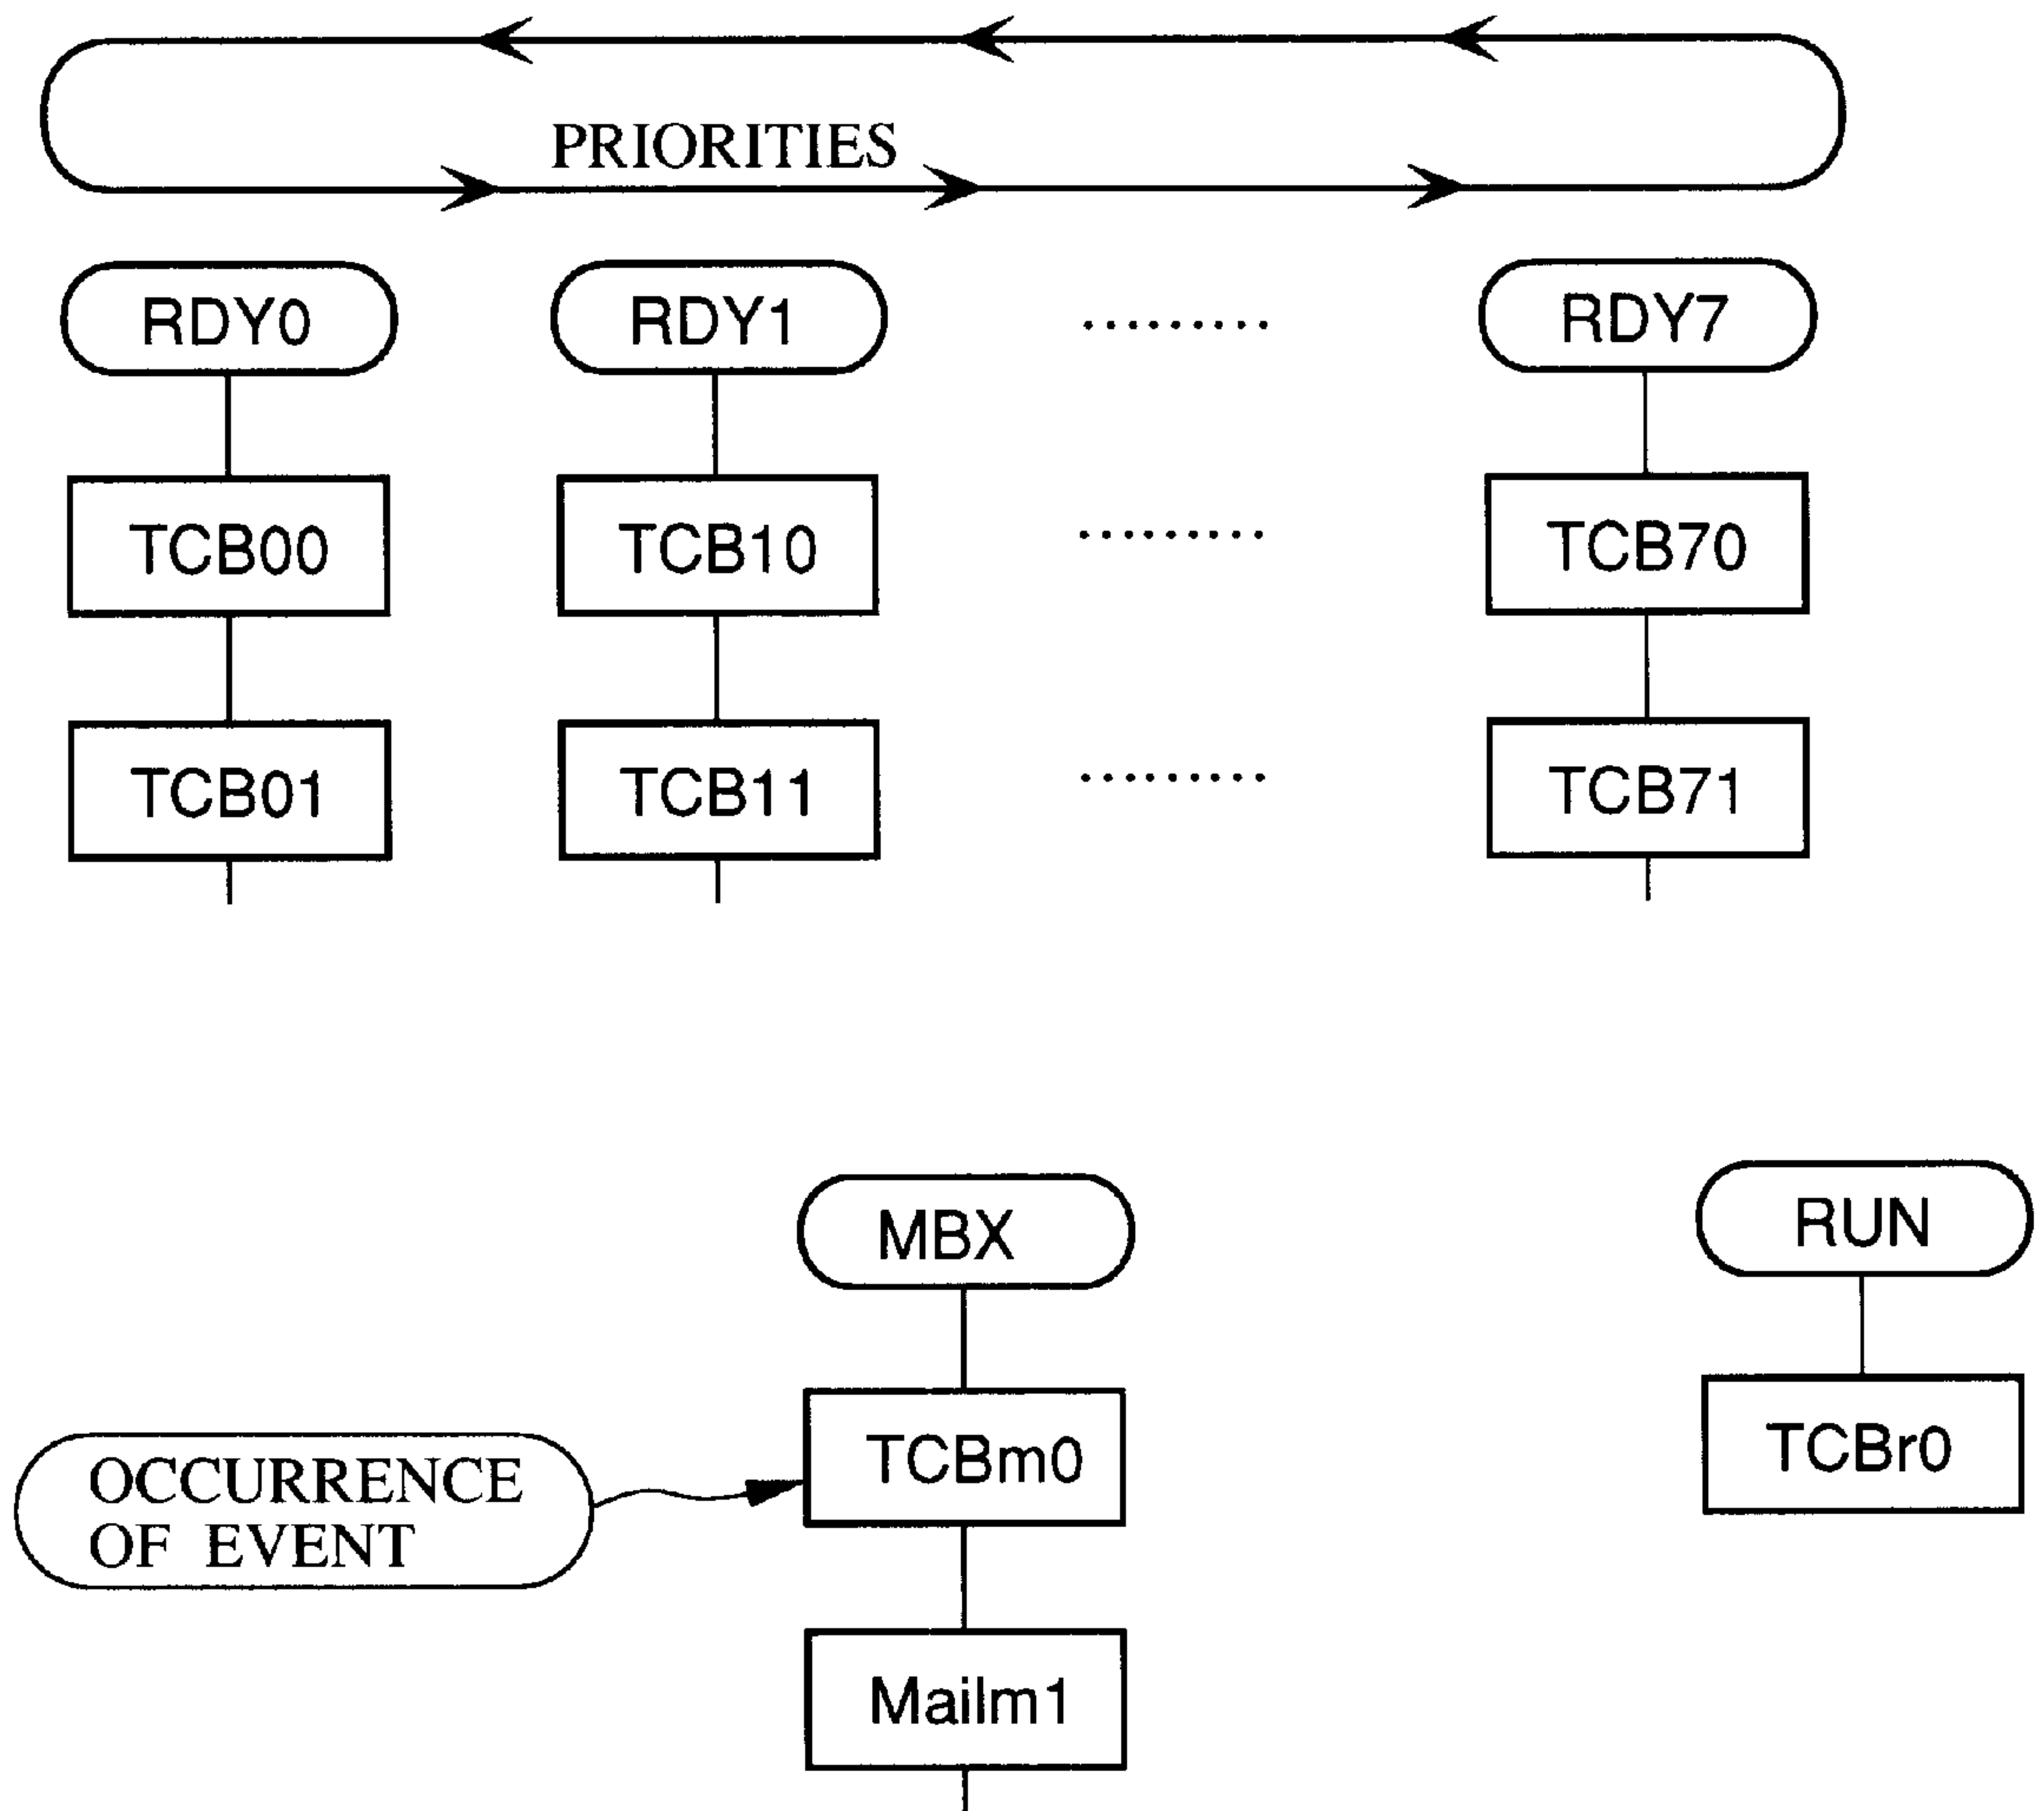 PRIORITIES
RDY0 RDY1 ......... RDY7
TCB00 TCB10 ......... TCB70
TCB01 TCB11 ......... TCB71
MBX RUN
TCBm0 TCBr0
OCCURRENCE
OF EVENT
Mailm1